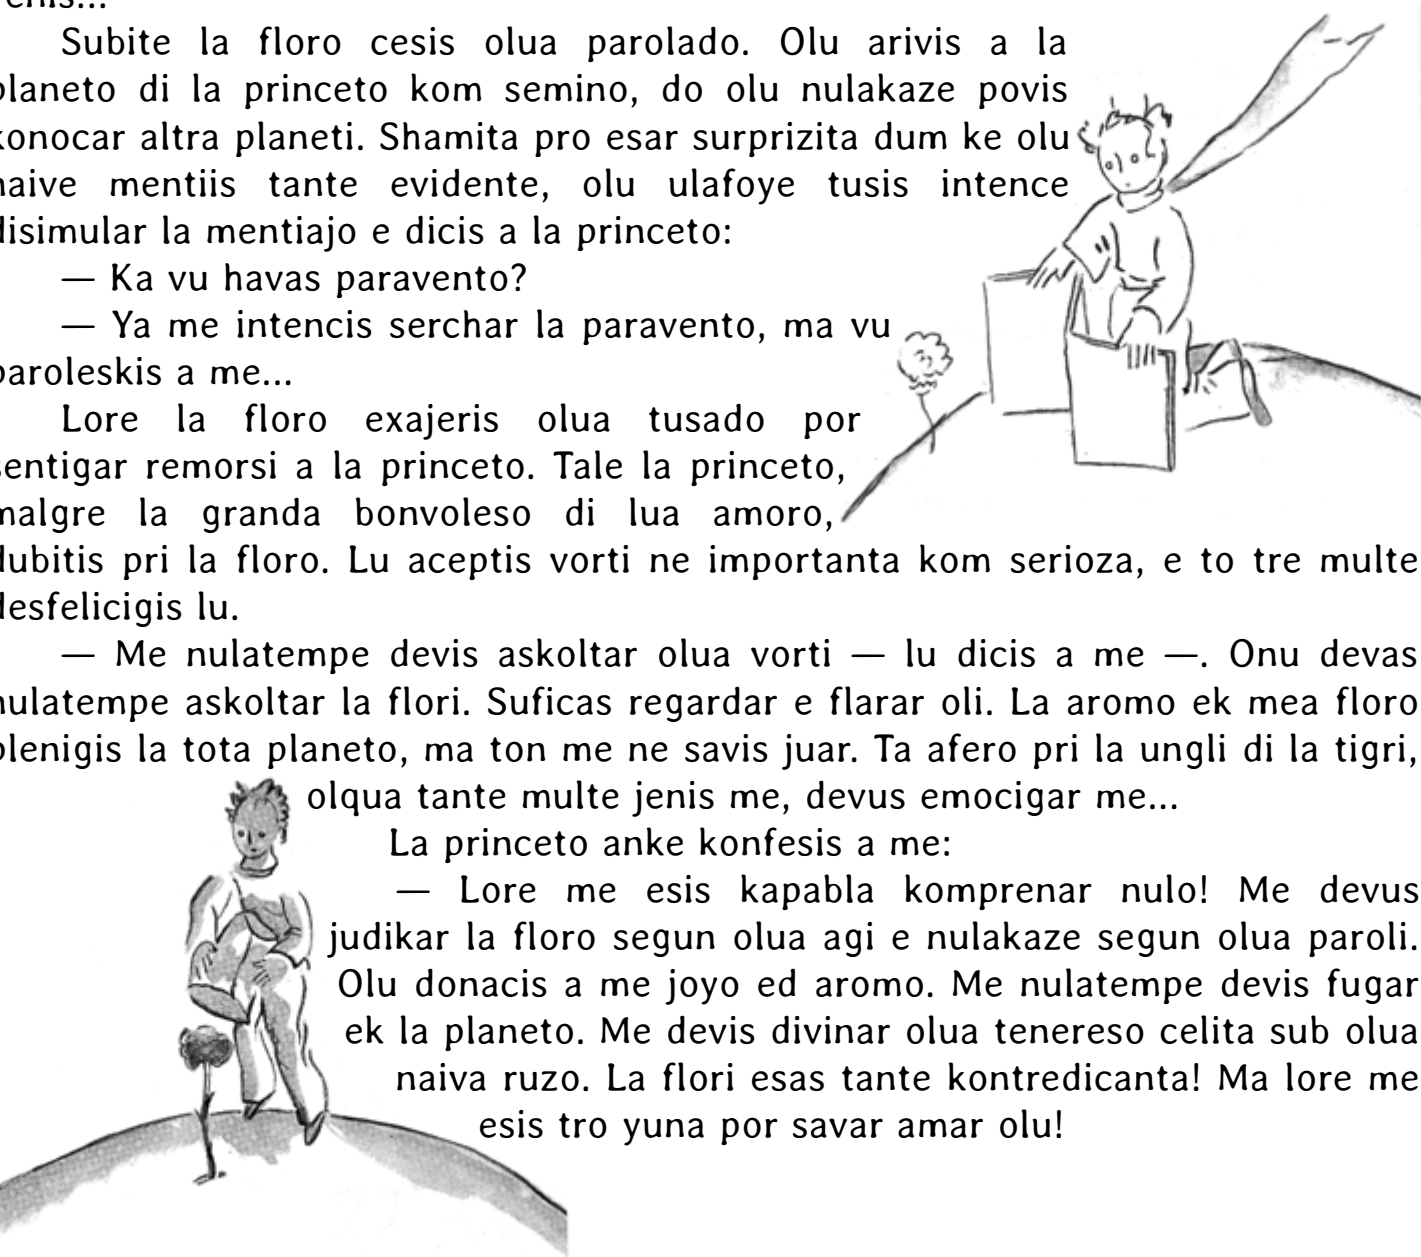 Subite la floro cesis olua parolado. Olu arivis a la
planeto di la princeto kom semino, do olu nulakaze povis
konocar altra planeti. Shamita pro esar surprizita dum ke olu
naive mentiis tante evidente, olu ulafoye tusis intence
disimular la mentiajo e dicis a la princeto:
— Ka vu havas paravento?
— Ya me intencis serchar la paravento, ma vu
paroleskis a me...
Lore la floro exajeris olua tusado por
sentigar remorsi a la princeto. Tale la princeto,
malgre la granda bonvoleso di lua amoro,
dubitis pri la floro. Lu aceptis vorti ne importanta kom serioza, e to tre multe
desfelicigis lu.
— Me nulatempe devis askoltar olua vorti — lu dicis a me —. Onu devas
nulatempe askoltar la flori. Suficas regardar e flarar oli. La aromo ek mea floro
plenigis la tota planeto, ma ton me ne savis juar. Ta afero pri la ungli di la tigri,
olqua tante multe jenis me, devus emocigar me...
La princeto anke konfesis a me:
— Lore me esis kapabla komprenar nulo! Me devus
judikar la floro segun olua agi e nulakaze segun olua paroli.
Olu donacis a me joyo ed aromo. Me nulatempe devis fugar
ek la planeto. Me devis divinar olua tenereso celita sub olua
naiva ruzo. La flori esas tante kontredicanta! Ma lore me
esis tro yuna por savar amar olu!